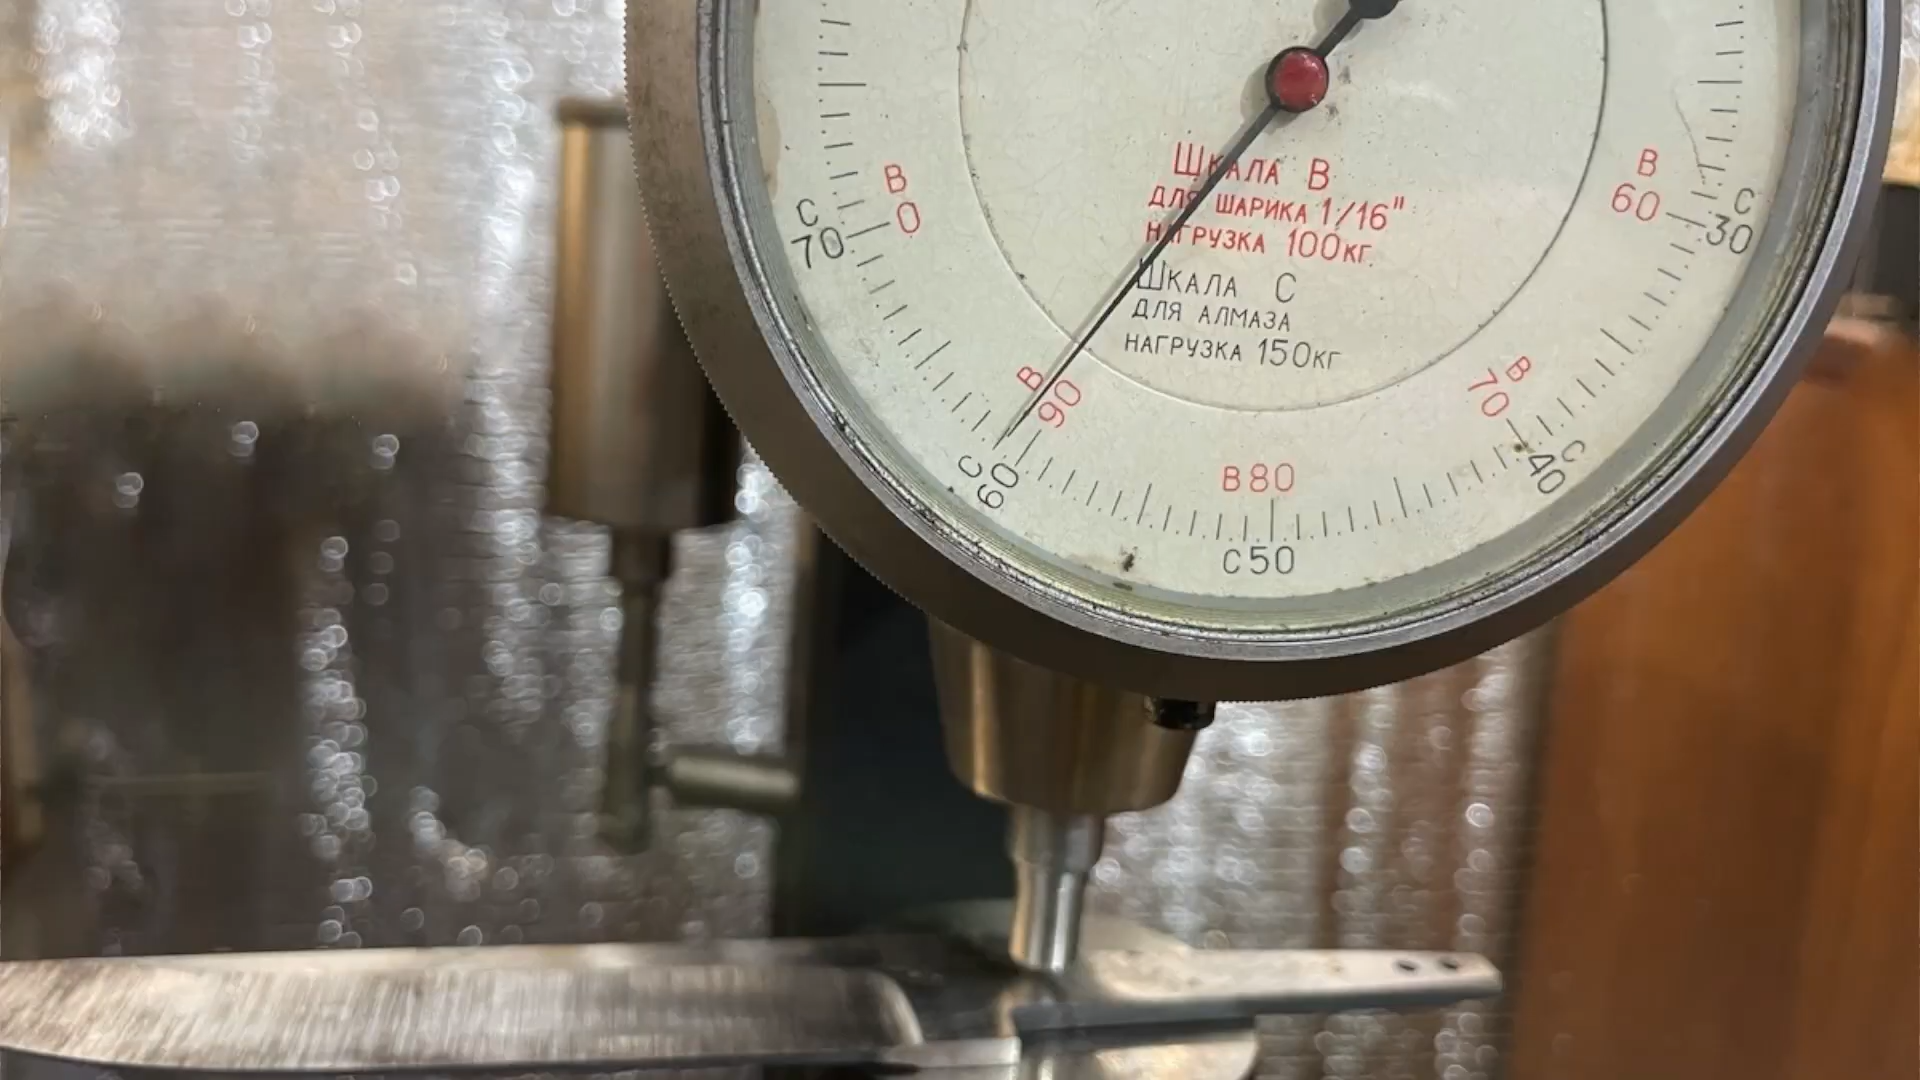 В
0
С
70
В
60
С
30
Шкала В
для шарика 1/16"
нагрузка 100кг.
Шкала С
для алмаза
нагрузка 150кг
В
90
С
60
В
70
С
40
В80
С50